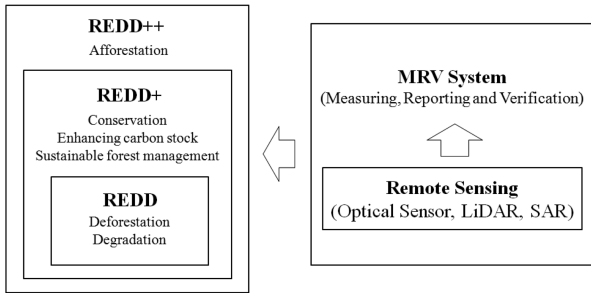 REDD++
Afforestation
REDD+
Conservation
Enhancing carbon stock
Sustainable forest management
REDD
Deforestation
Degradation
MRV System
(Measuring, Reporting and Verification)
Remote Sensing
(Optical Sensor, LiDAR, SAR)